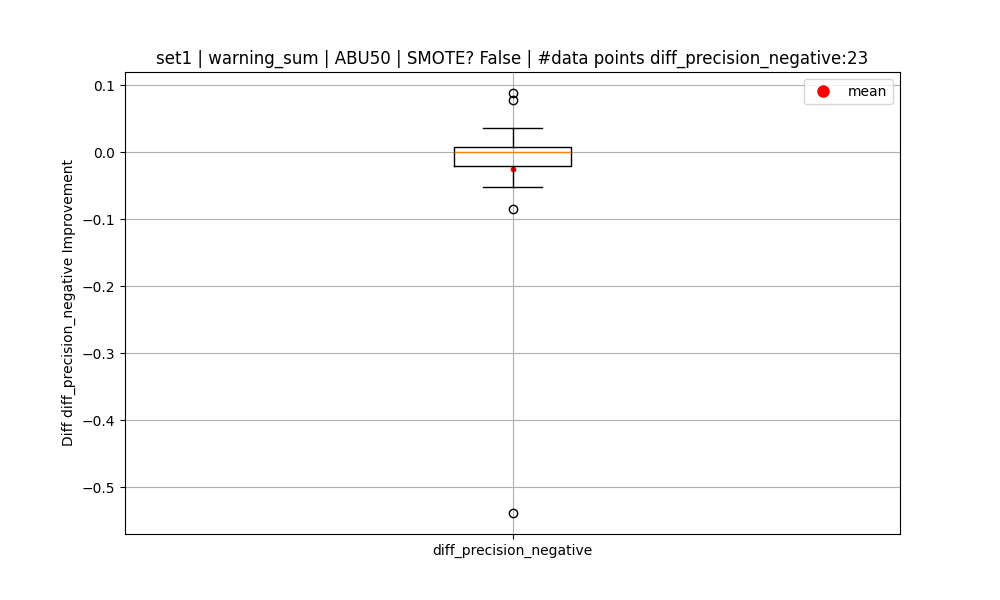 set1 | warning_sum | ABU50 | SMOTE? False | #data points diff_precision_negative:23
mean
0.1
0.0
−0.1
−0.2
−0.3
−0.4
−0.5
Diff diff_precision_negative Improvement
diff_precision_negative